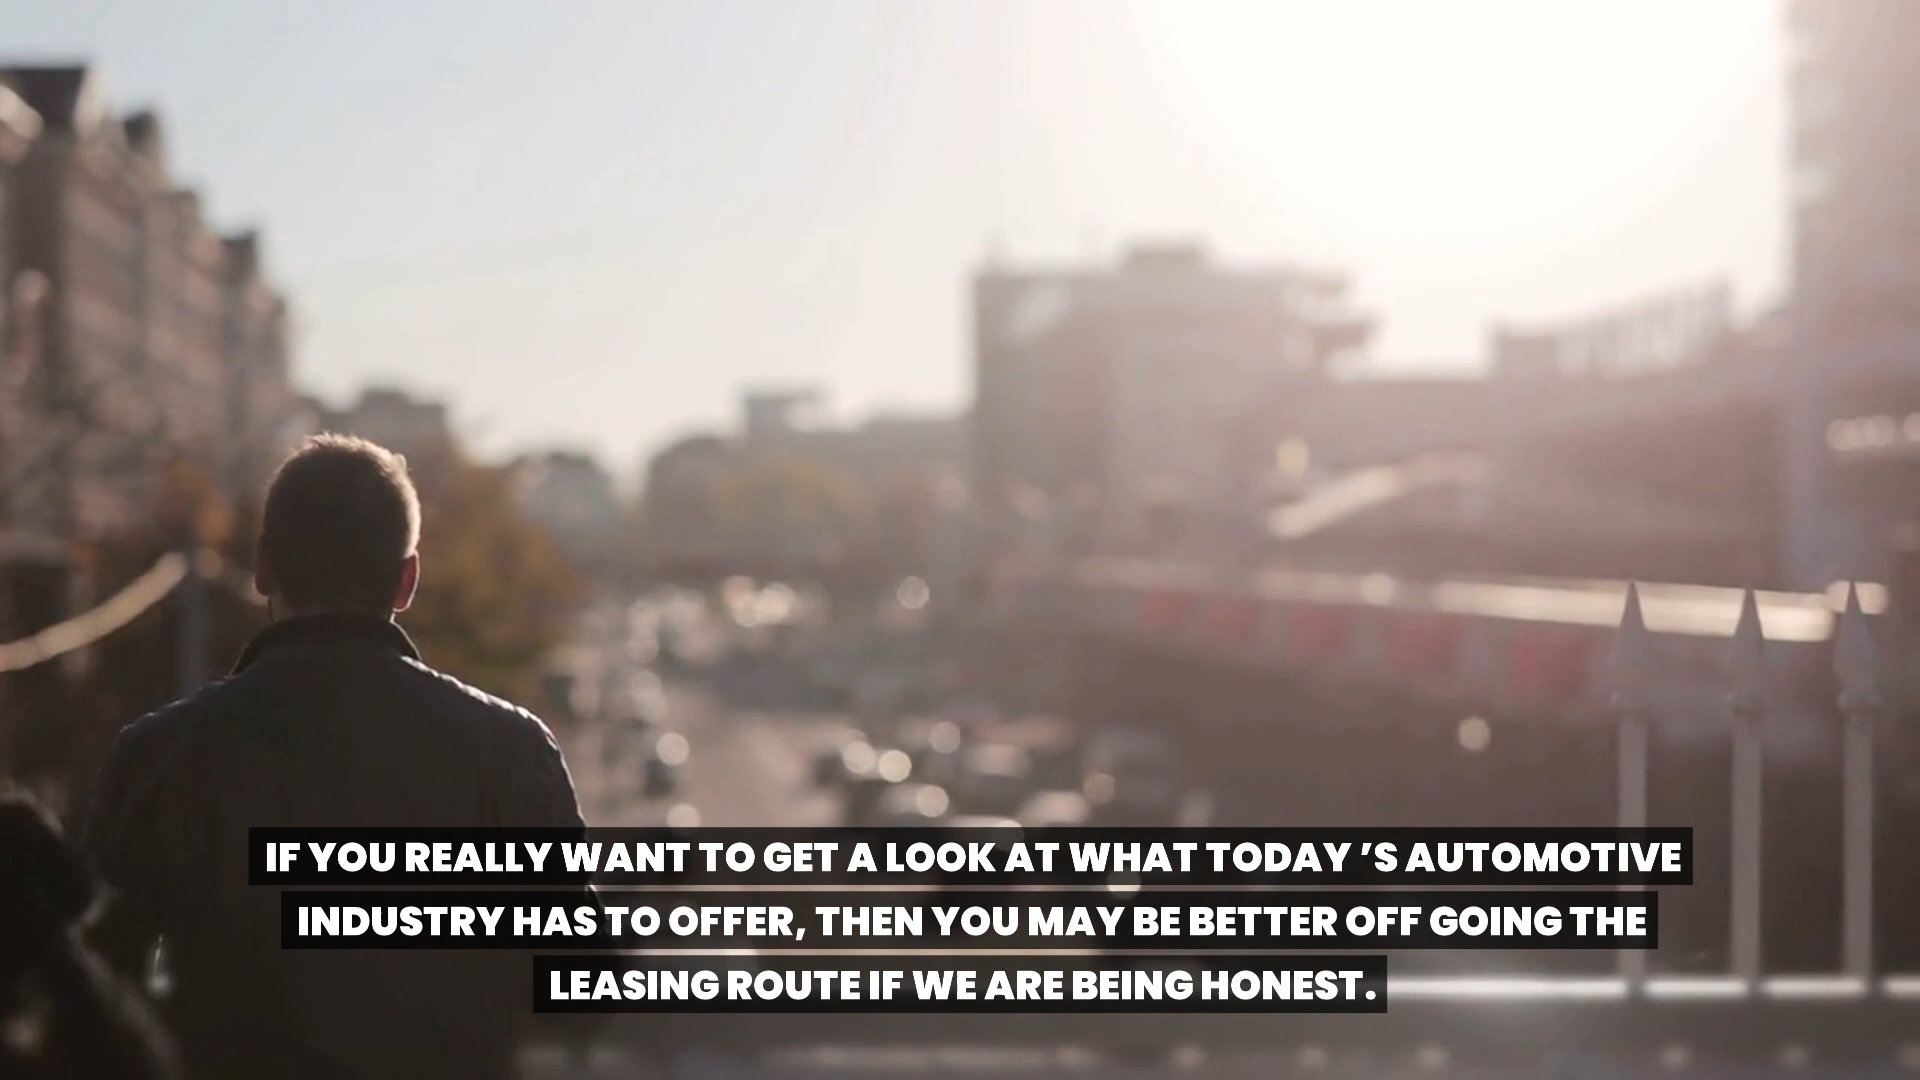 IF YOU REALLY WANT TO GET A LOOK AT WHAT TODAY ’S AUTOMOTIVE
INDUSTRY HAS TO OFFER, THEN YOU MAY BE BETTER OFF GOING THE
LEASING ROUTE IF WE ARE BEING HONEST.